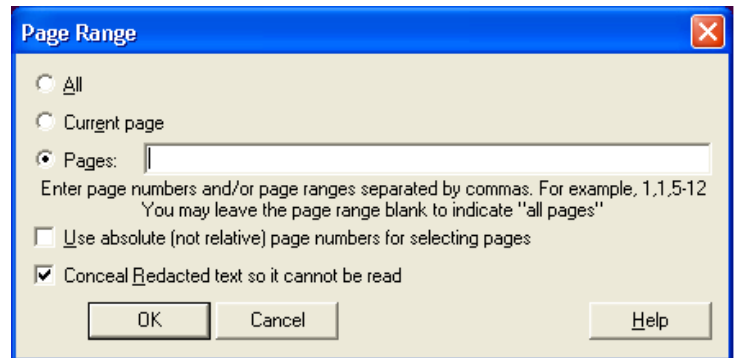 Page Range
All
Current page
Pages:
Enter page numbers and/or page ranges separated by commas. For example, 1,1,5-12
You may leave the page range blank to indicate "all pages"
Use absolute (not relative) page numbers for selecting pages
Conceal Redacted text so it cannot be read
OK Cancel Help